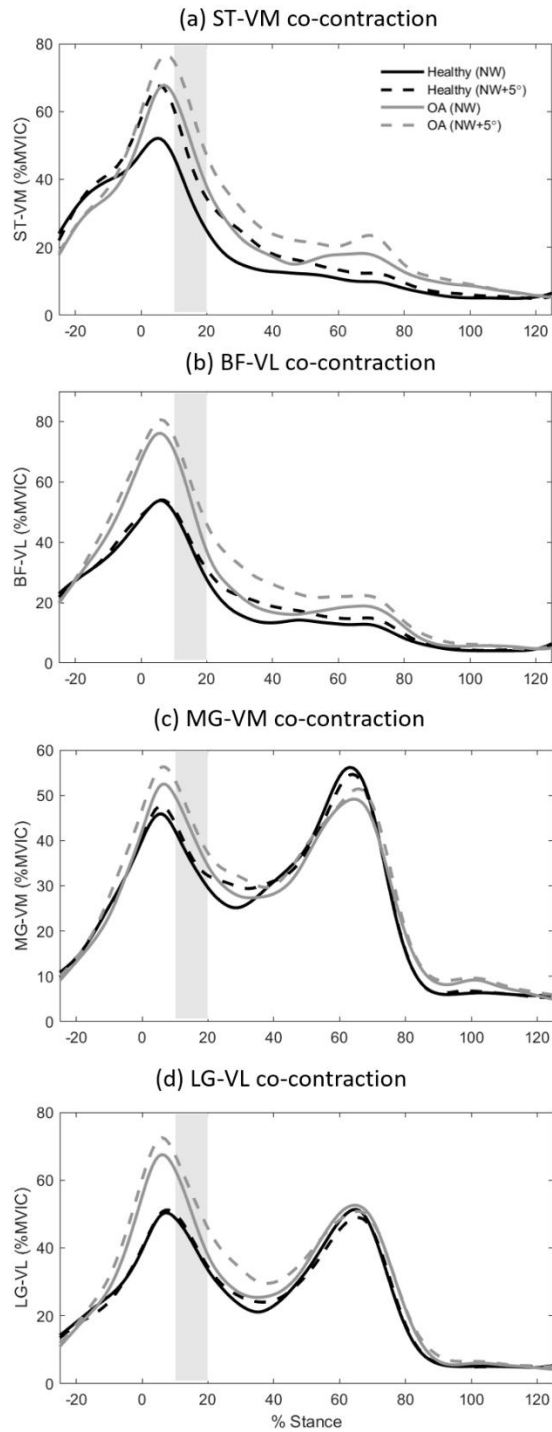 (a) ST-VM co-contraction
80
60
40
20
0
ST-VM (%MVIC)
Healthy (NW)
Healthy (NW+5°)
OA (NW)
OA (NW+5°)
-20 0 20 40 60 80 100 120
(b) BF-VL co-contraction
80
60
40
20
0
BF-VL (%MVIC)
-20 0 20 40 60 80 100 120
(c) MG-VM co-contraction
60
50
40
30
20
10
0
MG-VM (%MVIC)
-20 0 20 40 60 80 100 120
(d) LG-VL co-contraction
80
60
40
20
0
LG-VL (%MVIC)
-20 0 20 40 60 80 100 120
% Stance